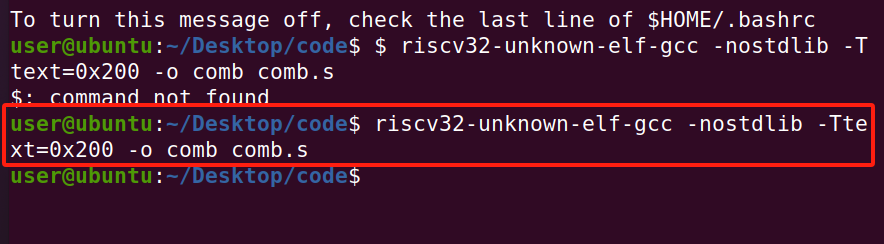 To turn this message off, check the last line of $HOME/.bashrc
user@ubuntu:~/Desktop/code$ $ riscv32-unknown-elf-gcc -nostdlib -T
text=0x200 -o comb comb.s
$: command not found
user@ubuntu:~/Desktop/code$ riscv32-unknown-elf-gcc -nostdlib -Tte
xt=0x200 -o comb comb.s
user@ubuntu:~/Desktop/code$